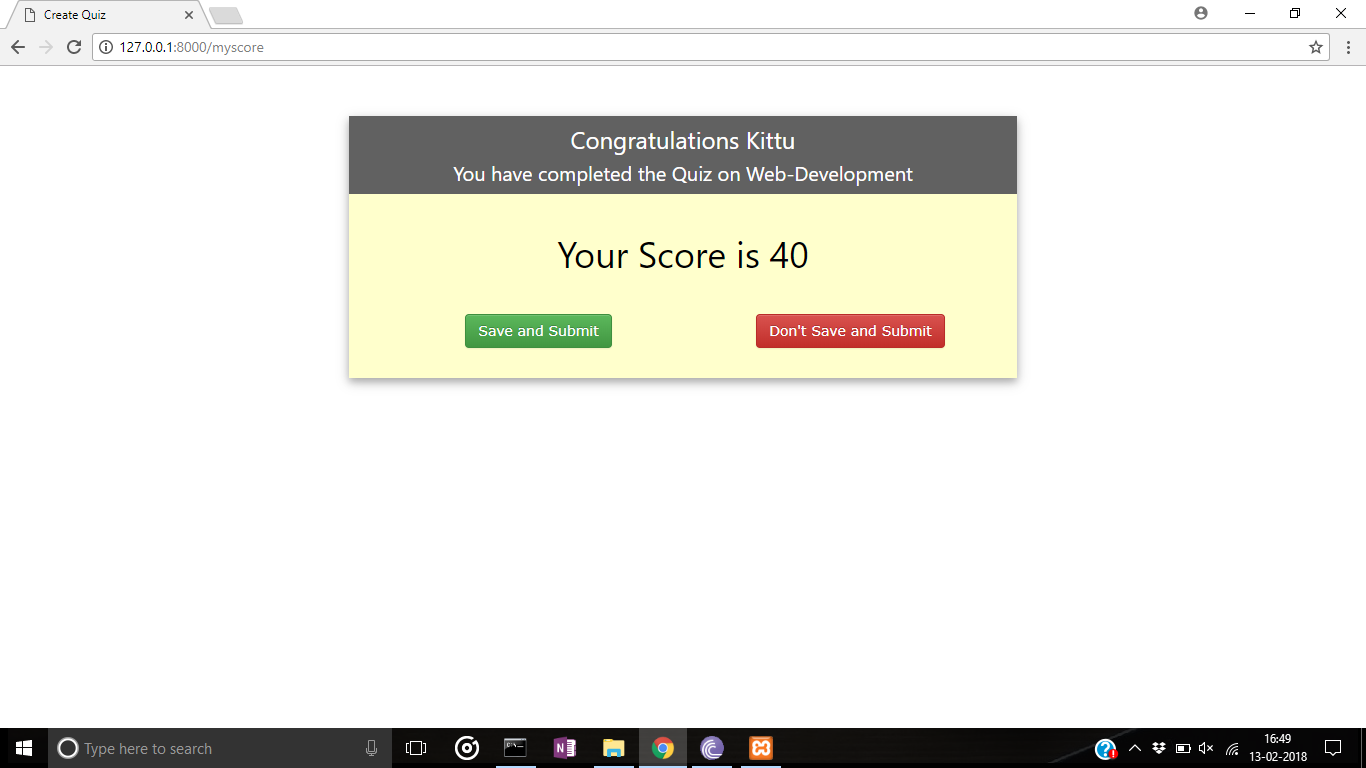 Create Quiz
127.0.0.1:8000/myscore
Congratulations Kittu
You have completed the Quiz on Web-Development
Your Score is 40
Save and Submit
Don't Save and Submit
Type here to search
16:49
13-02-2018